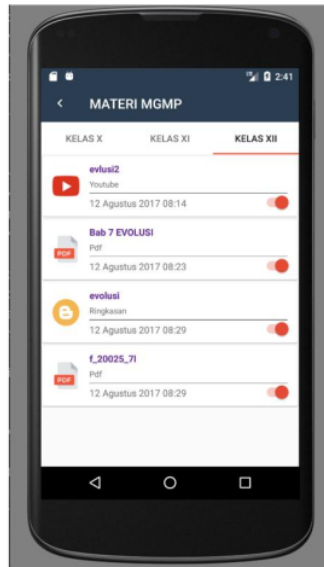 2:41
MATERI MGMP
KELAS X KELAS XI KELAS XII
evlusi2
Youtube
12 Agustus 2017 08:14
Bab 7 EVOLUSI
PDF
Pdf
12 Agustus 2017 08:23
evolusi
Ringkasan
12 Agustus 2017 08:29
f_20025_7l
PDF
Pdf
12 Agustus 2017 08:29